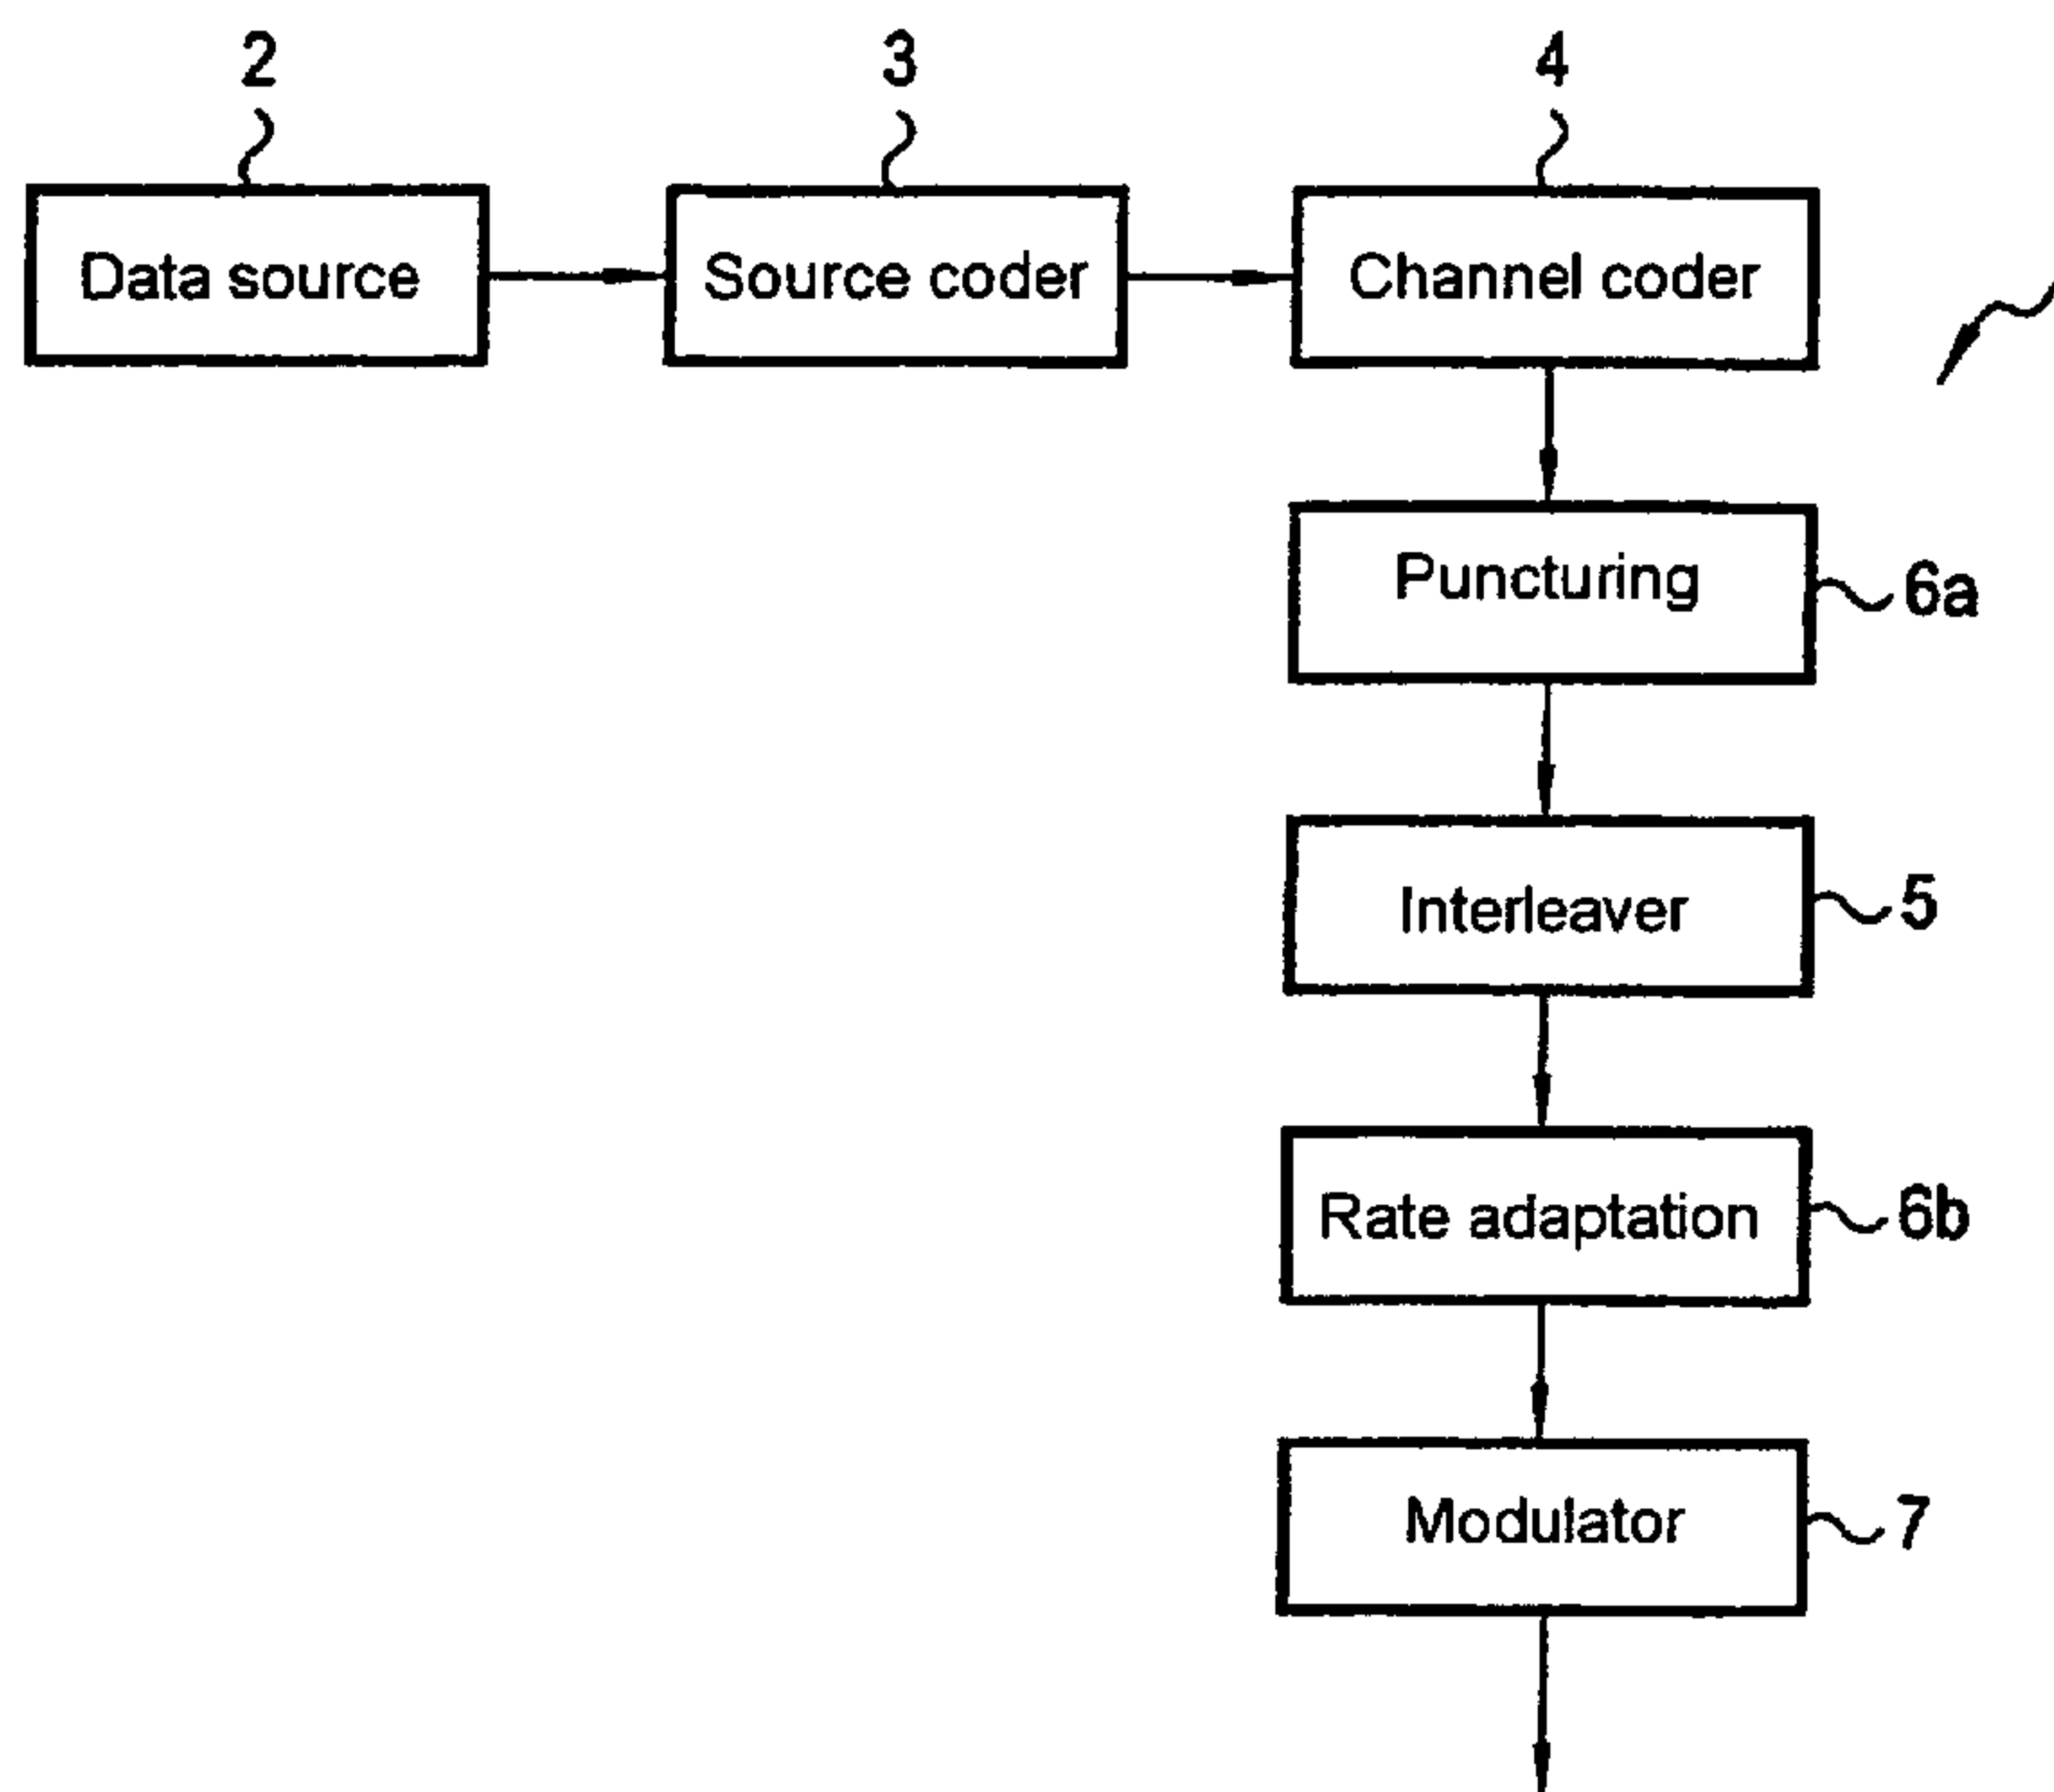 2 3 4
Data source Source coder Channel coder
Puncturing 6a
Interleaver 5
Rate adaptation 6b
Modulator 7